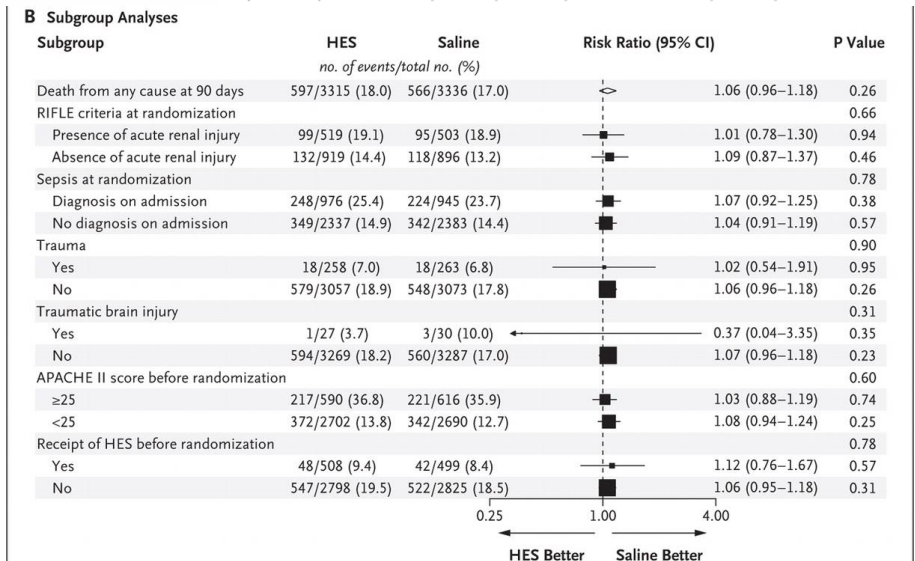 B Subgroup Analyses
Subgroup HES Saline Risk Ratio (95% CI) P Value
no. of events/total no. (%)
Death from any cause at 90 days 597/3315 (18.0) 566/3336 (17.0) 1.06 (0.96–1.18) 0.26
RIFLE criteria at randomization 0.66
Presence of acute renal injury 99/519 (19.1) 95/503 (18.9) 1.01 (0.78–1.30) 0.94
Absence of acute renal injury 132/919 (14.4) 118/896 (13.2) 1.09 (0.87–1.37) 0.46
Sepsis at randomization 0.78
Diagnosis on admission 248/976 (25.4) 224/945 (23.7) 1.07 (0.92–1.25) 0.38
No diagnosis on admission 349/2337 (14.9) 342/2383 (14.4) 1.04 (0.91–1.19) 0.57
Trauma 0.90
Yes 18/258 (7.0) 18/263 (6.8) 1.02 (0.54–1.91) 0.95
No 579/3057 (18.9) 548/3073 (17.8) 1.06 (0.96–1.18) 0.26
Traumatic brain injury 0.31
Yes 1/27 (3.7) 3/30 (10.0) 0.37 (0.04–3.35) 0.35
No 594/3269 (18.2) 560/3287 (17.0) 1.07 (0.96–1.18) 0.23
APACHE II score before randomization 0.60
≥25 217/590 (36.8) 221/616 (35.9) 1.03 (0.88–1.19) 0.74
<25 372/2702 (13.8) 342/2690 (12.7) 1.08 (0.94–1.24) 0.25
Receipt of HES before randomization 0.78
Yes 48/508 (9.4) 42/499 (8.4) 1.12 (0.76–1.67) 0.57
No 547/2798 (19.5) 522/2825 (18.5) 1.06 (0.95–1.18) 0.31
0.25 1.00 4.00
HES Better Saline Better